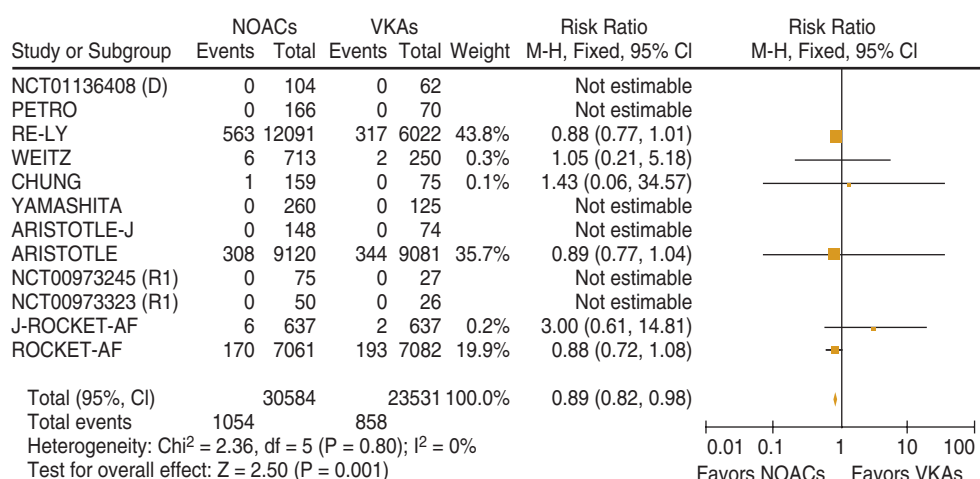 NOACs VKAs Risk Ratio Risk Ratio
Study or Subgroup Events Total Events Total Weight M-H, Fixed, 95% CI M-H, Fixed, 95% CI
NCT01136408 (D) 0 104 0 62 Not estimable
PETRO 0 166 0 70 Not estimable
RE-LY 563 12091 317 6022 43.8% 0.88 (0.77, 1.01)
WEITZ 6 713 2 250 0.3% 1.05 (0.21, 5.18)
CHUNG 1 159 0 75 0.1% 1.43 (0.06, 34.57)
YAMASHITA 0 260 0 125 Not estimable
ARISTOTLE-J 0 148 0 74 Not estimable
ARISTOTLE 308 9120 344 9081 35.7% 0.89 (0.77, 1.04)
NCT00973245 (R1) 0 75 0 27 Not estimable
NCT00973323 (R1) 0 50 0 26 Not estimable
J-ROCKET-AF 6 637 2 637 0.2% 3.00 (0.61, 14.81)
ROCKET-AF 170 7061 193 7082 19.9% 0.88 (0.72, 1.08)
Total (95%, CI) 30584 23531 100.0% 0.89 (0.82, 0.98)
Total events 1054 858
Heterogeneity: Chi² = 2.36, df = 5 (P = 0.80); I² = 0%
Test for overall effect: Z = 2.50 (P = 0.001)
0.01 0.1 1 10 100
Favors NOACs Favors VKAs